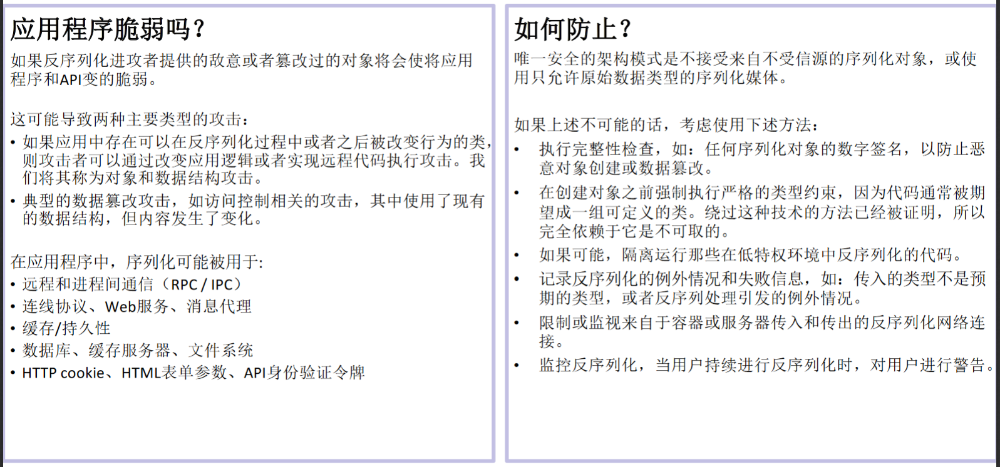 应用程序脆弱吗？
如果反序列化进攻者提供的敌意或者篡改过的对象将会使将应用
程序和API变的脆弱。
这可能导致两种主要类型的攻击：
• 如果应用中存在可以在反序列化过程中或者之后被改变行为的类，
则攻击者可以通过改变应用逻辑或者实现远程代码执行攻击。我
们将其称为对象和数据结构攻击。
• 典型的数据篡改攻击，如访问控制相关的攻击，其中使用了现有
的数据结构，但内容发生了变化。
在应用程序中，序列化可能被用于:
• 远程和进程间通信（RPC / IPC）
• 连线协议、Web服务、消息代理
• 缓存/持久性
• 数据库、缓存服务器、文件系统
• HTTP cookie、HTML表单参数、API身份验证令牌
如何防止？
唯一安全的架构模式是不接受来自不受信源的序列化对象，或使
用只允许原始数据类型的序列化媒体。
如果上述不可能的话，考虑使用下述方法：
• 执行完整性检查，如：任何序列化对象的数字签名，以防止恶
意对象创建或数据篡改。
• 在创建对象之前强制执行严格的类型约束，因为代码通常被期
望成一组可定义的类。绕过这种技术的方法已经被证明，所以
完全依赖于它是不可取的。
• 如果可能，隔离运行那些在低特权环境中反序列化的代码。
• 记录反序列化的例外情况和失败信息，如：传入的类型不是预
期的类型，或者反序列处理引发的例外情况。
• 限制或监视来自于容器或服务器传入和传出的反序列化网络连
接。
• 监控反序列化，当用户持续进行反序列化时，对用户进行警告。